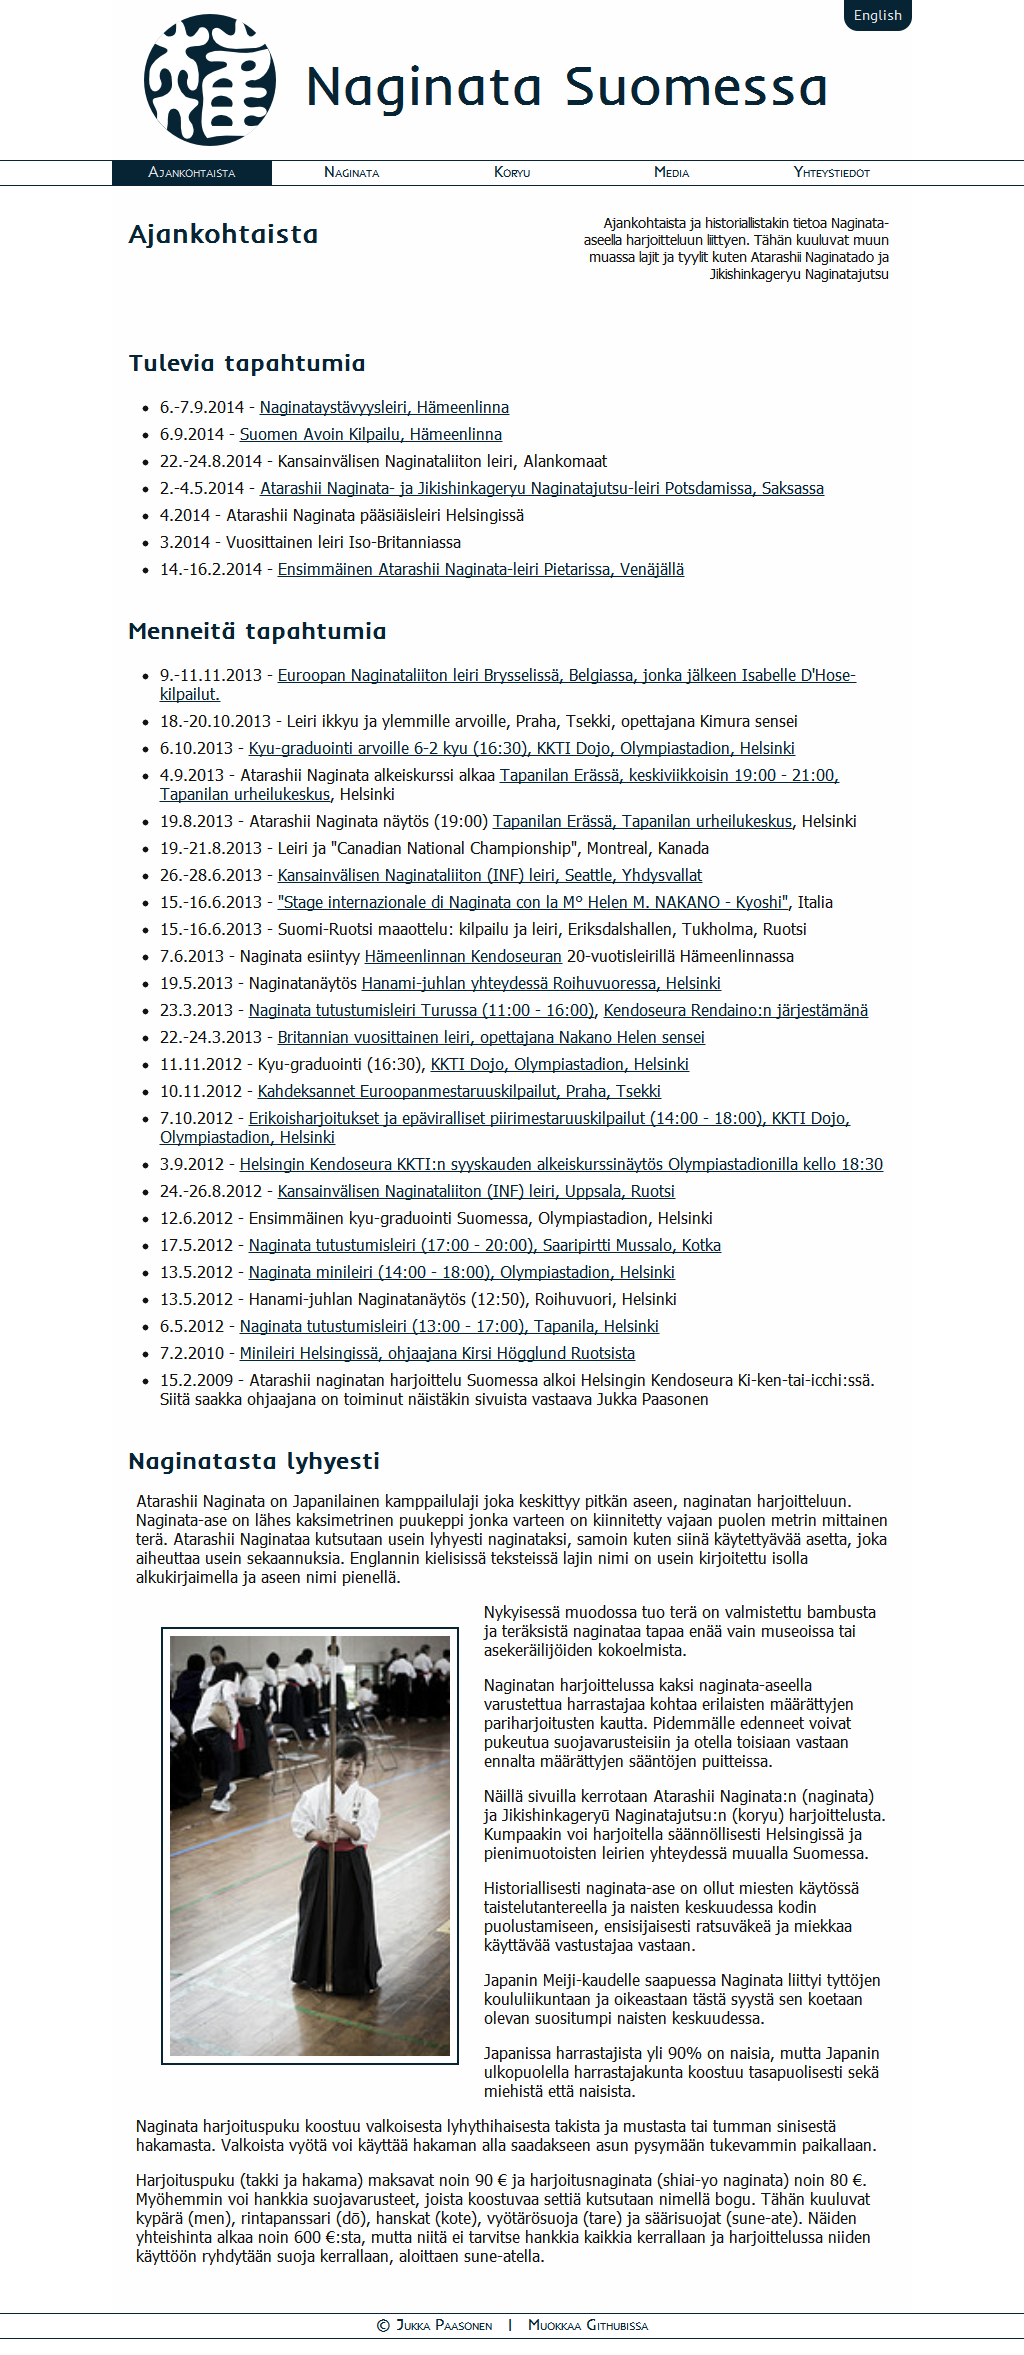 English
Naginata Suomessa
Ajankohtaista Naginata Koryu Media Yhteystiedot
Ajankohtaista
Ajankohtaista ja historiallistakin tietoa Naginata-
aseella harjoitteluun liittyen. Tähän kuuluvat muun
muassa lajit ja tyylit kuten Atarashii Naginatado ja
Jikishinkageryu Naginatajutsu
Tulevia tapahtumia
• 6.-7.9.2014 - Naginataystävyysleiri, Hämeenlinna
• 6.9.2014 - Suomen Avoin Kilpailu, Hämeenlinna
• 22.-24.8.2014 - Kansainvälisen Naginataliiton leiri, Alankomaat
• 2.-4.5.2014 - Atarashii Naginata- ja Jikishinkageryu Naginatajutsu-leiri Potsdamissa, Saksassa
• 4.2014 - Atarashii Naginata pääsiäisleiri Helsingissä
• 3.2014 - Vuosittainen leiri Iso-Britanniassa
• 14.-16.2.2014 - Ensimmäinen Atarashii Naginata-leiri Pietarissa, Venäjällä
Menneitä tapahtumia
• 9.-11.11.2013 - Euroopan Naginataliiton leiri Brysselissä, Belgiassa, jonka jälkeen Isabelle D'Hose-
kilpailut.
• 18.-20.10.2013 - Leiri ikkyu ja ylemmille arvoille, Praha, Tsekki, opettajana Kimura sensei
• 6.10.2013 - Kyu-graduointi arvoille 6-2 kyu (16:30), KKTI Dojo, Olympiastadion, Helsinki
• 4.9.2013 - Atarashii Naginata alkeiskurssi alkaa Tapanilan Erässä, keskiviikkoisin 19:00 - 21:00,
Tapanilan urheilukeskus, Helsinki
• 19.8.2013 - Atarashii Naginata näytös (19:00) Tapanilan Erässä, Tapanilan urheilukeskus, Helsinki
• 19.-21.8.2013 - Leiri ja "Canadian National Championship", Montreal, Kanada
• 26.-28.6.2013 - Kansainvälisen Naginataliiton (INF) leiri, Seattle, Yhdysvallat
• 15.-16.6.2013 - "Stage internazionale di Naginata con la M° Helen M. NAKANO - Kyoshi", Italia
• 15.-16.6.2013 - Suomi-Ruotsi maaottelu: kilpailu ja leiri, Eriksdalshallen, Tukholma, Ruotsi
• 7.6.2013 - Naginata esiintyy Hämeenlinnan Kendoseuran 20-vuotisleirillä Hämeenlinnassa
• 19.5.2013 - Naginatanäytös Hanami-juhlan yhteydessä Roihuvuoressa, Helsinki
• 23.3.2013 - Naginata tutustumisleiri Turussa (11:00 - 16:00), Kendoseura Rendaino:n järjestämänä
• 22.-24.3.2013 - Britannian vuosittainen leiri, opettajana Nakano Helen sensei
• 11.11.2012 - Kyu-graduointi (16:30), KKTI Dojo, Olympiastadion, Helsinki
• 10.11.2012 - Kahdeksannet Euroopanmestaruuskilpailut, Praha, Tsekki
• 7.10.2012 - Erikoisharjoitukset ja epäviralliset piirimestaruuskilpailut (14:00 - 18:00), KKTI Dojo,
Olympiastadion, Helsinki
• 3.9.2012 - Helsingin Kendoseura KKTI:n syyskauden alkeiskurssinäytös Olympiastadionilla kello 18:30
• 24.-26.8.2012 - Kansainvälisen Naginataliiton (INF) leiri, Uppsala, Ruotsi
• 12.6.2012 - Ensimmäinen kyu-graduointi Suomessa, Olympiastadion, Helsinki
• 17.5.2012 - Naginata tutustumisleiri (17:00 - 20:00), Saaripirtti Mussalo, Kotka
• 13.5.2012 - Naginata minileiri (14:00 - 18:00), Olympiastadion, Helsinki
• 13.5.2012 - Hanami-juhlan Naginatanäytös (12:50), Roihuvuori, Helsinki
• 6.5.2012 - Naginata tutustumisleiri (13:00 - 17:00), Tapanila, Helsinki
• 7.2.2010 - Minileiri Helsingissä, ohjaajana Kirsi Högglund Ruotsista
• 15.2.2009 - Atarashii naginatan harjoittelu Suomessa alkoi Helsingin Kendoseura Ki-ken-tai-icchi:ssä.
Siitä saakka ohjaajana on toiminut näistäkin sivuista vastaava Jukka Paasonen
Naginatasta lyhyesti
Atarashii Naginata on Japanilainen kamppailulaji joka keskittyy pitkän aseen, naginatan harjoitteluun.
Naginata-ase on lähes kaksimetrinen puukeppi jonka varteen on kiinnitetty vajaan puolen metrin mittainen
terä. Atarashii Naginataa kutsutaan usein lyhyesti naginataksi, samoin kuten siinä käytettyävää asetta, joka
aiheuttaa usein sekaannuksia. Englannin kielisissä teksteissä lajin nimi on usein kirjoitettu isolla
alkukirjaimella ja aseen nimi pienellä.
Nykyisessä muodossa tuo terä on valmistettu bambusta
ja teräksistä naginataa tapaa enää vain museoissa tai
asekeräilijöiden kokoelmista.
Naginatan harjoittelussa kaksi naginata-aseella
varustettua harrastajaa kohtaa erilaisten määrättyjen
pariharjoitusten kautta. Pidemmälle edenneet voivat
pukeutua suojavarusteisiin ja otella toisiaan vastaan
ennalta määrättyjen sääntöjen puitteissa.
Näillä sivuilla kerrotaan Atarashii Naginata:n (naginata)
ja Jikishinkageryū Naginatajutsu:n (koryu) harjoittelusta.
Kumpaakin voi harjoitella säännöllisesti Helsingissä ja
pienimuotoisten leirien yhteydessä muualla Suomessa.
Historiallisesti naginata-ase on ollut miesten käytössä
taistelutantereella ja naisten keskuudessa kodin
puolustamiseen, ensisijaisesti ratsuväkeä ja miekkaa
käyttävää vastustajaa vastaan.
Japanin Meiji-kaudelle saapuessa Naginata liittyi tyttöjen
koululiikuntaan ja oikeastaan tästä syystä sen koetaan
olevan suositumpi naisten keskuudessa.
Japanissa harrastajista yli 90% on naisia, mutta Japanin
ulkopuolella harrastajakunta koostuu tasapuolisesti sekä
miehistä että naisista.
Naginata harjoituspuku koostuu valkoisesta lyhythihaisesta takista ja mustasta tai tumman sinisestä
hakamasta. Valkoista vyötä voi käyttää hakaman alla saadakseen asun pysymään tukevammin paikallaan.
Harjoituspuku (takki ja hakama) maksavat noin 90 € ja harjoitusnaginata (shiai-yo naginata) noin 80 €.
Myöhemmin voi hankkia suojavarusteet, joista koostuvaa settiä kutsutaan nimellä bogu. Tähän kuuluvat
kypärä (men), rintapanssari (dō), hanskat (kote), vyötärösuoja (tare) ja säärisuojat (sune-ate). Näiden
yhteishinta alkaa noin 600 €:sta, mutta niitä ei tarvitse hankkia kaikkia kerrallaan ja harjoittelussa niiden
käyttöön ryhdytään suoja kerrallaan, aloittaen sune-atella.
© Jukka Paasonen | Muokkaa Githubissa